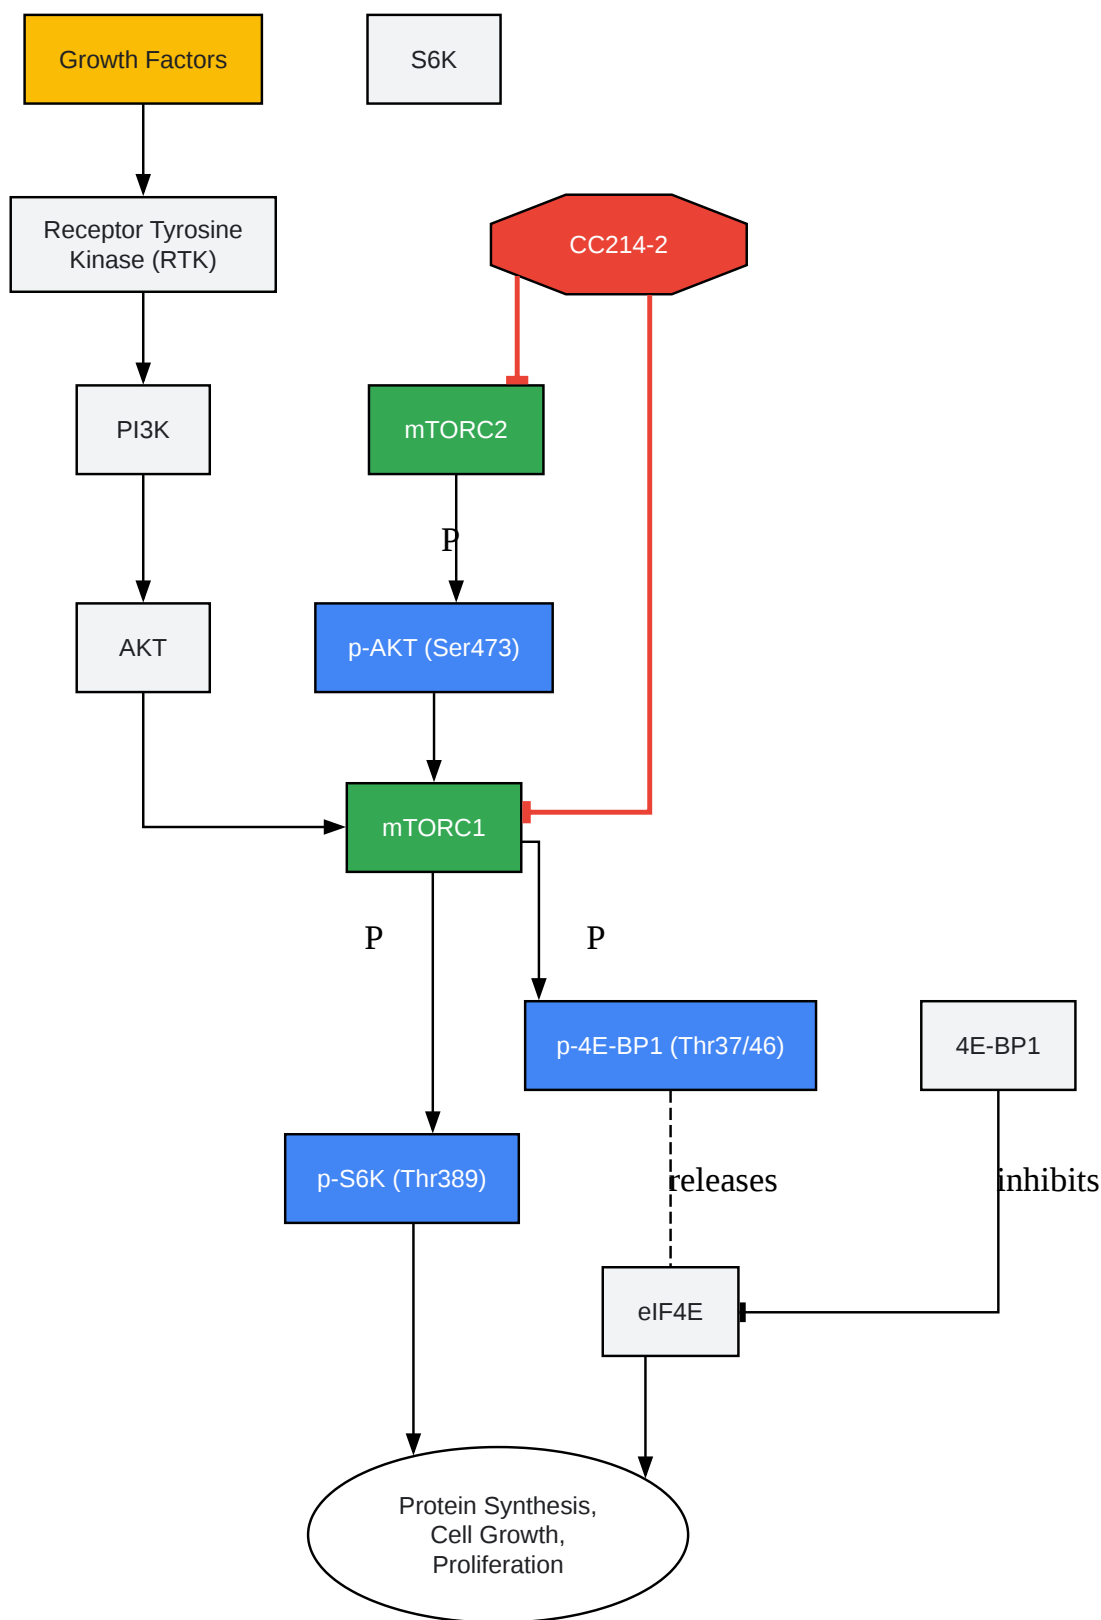 Growth Factors
S6K
Receptor Tyrosine
Kinase (RTK)
CC214-2
PI3K
mTORC2
P
AKT
p-AKT (Ser473)
mTORC1
P
P
p-4E-BP1 (Thr37/46)
4E-BP1
p-S6K (Thr389)
releases
inhibits
eIF4E
Protein Synthesis,
Cell Growth,
Proliferation